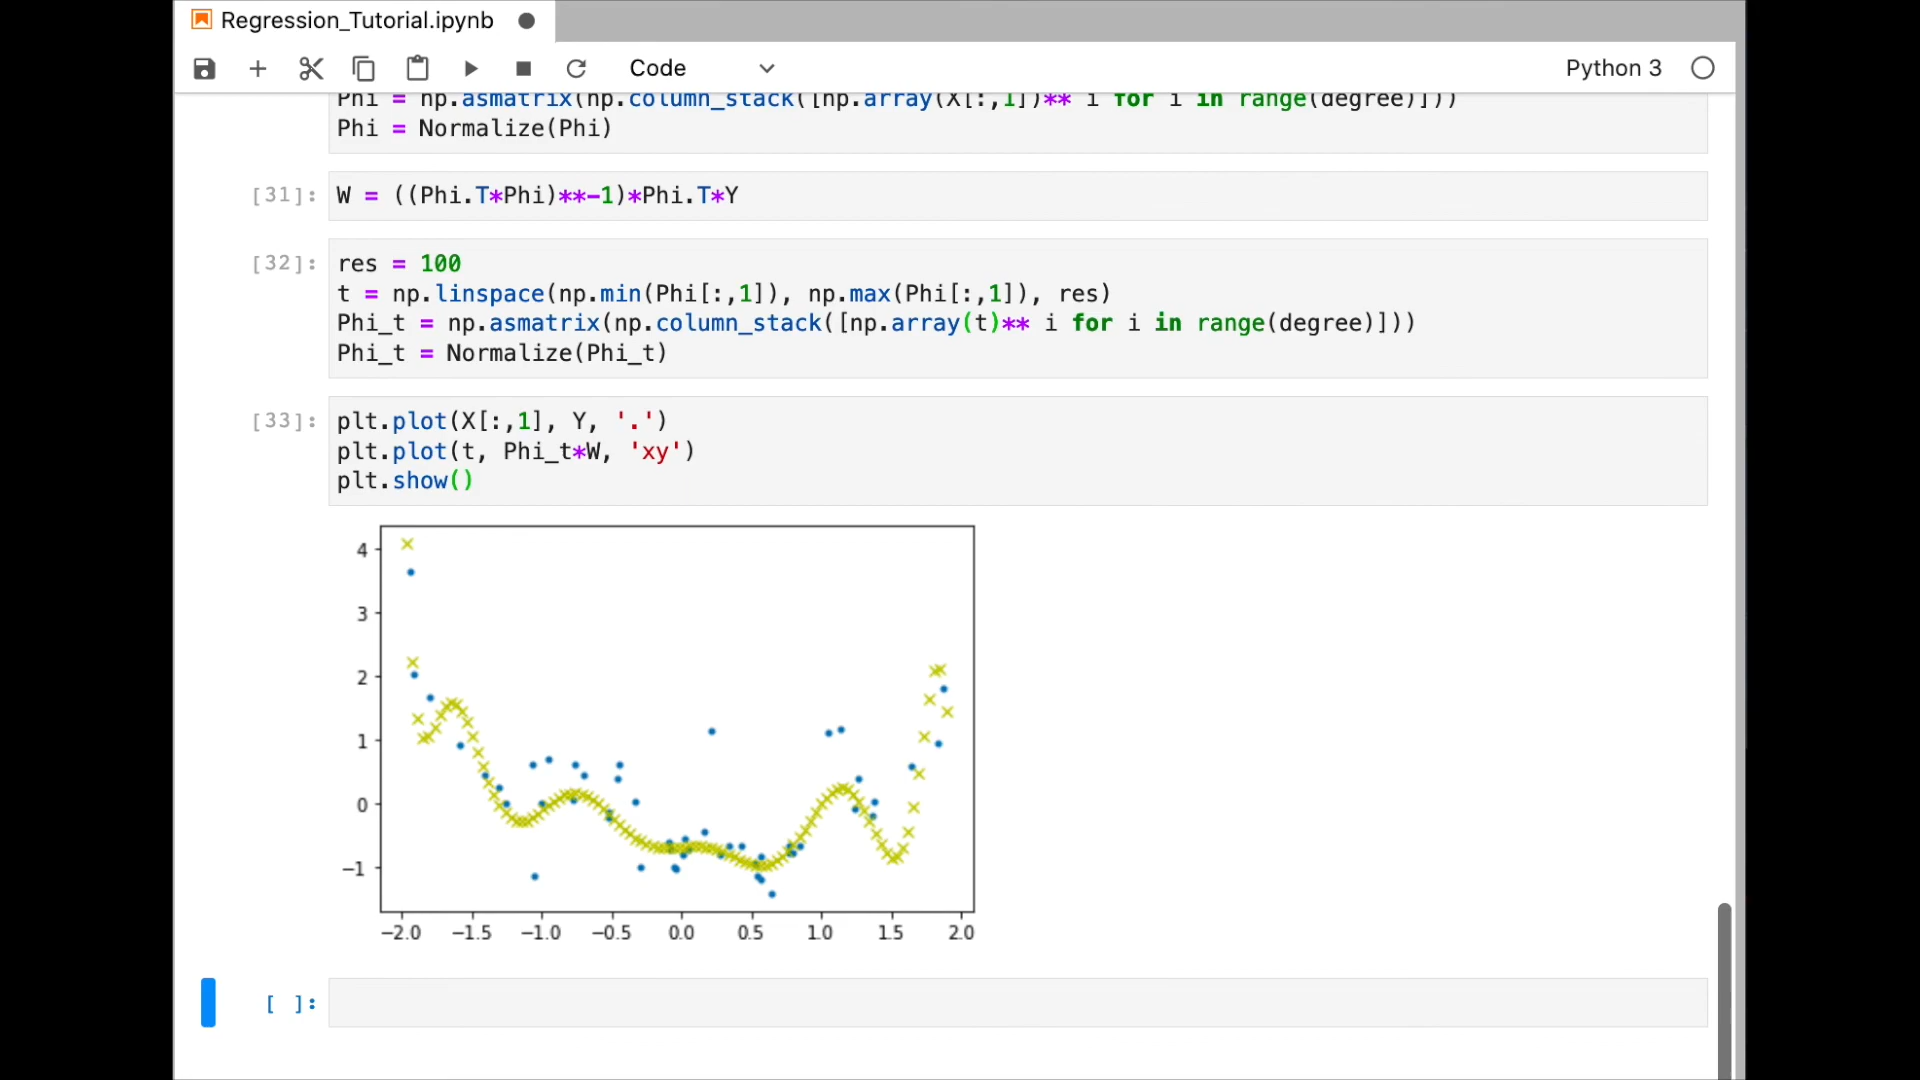 Regression_Tutorial.ipynb
Code
Python 3
Phi = np.asmatrix(np.column_stack([np.array(X[:,1])** i for i in range(degree)]))
Phi = Normalize(Phi)
[31]: W = ((Phi.T*Phi)**-1)*Phi.T*Y
[32]: res = 100
t = np.linspace(np.min(Phi[:,1]), np.max(Phi[:,1]), res)
Phi_t = np.asmatrix(np.column_stack([np.array(t)** i for i in range(degree)]))
Phi_t = Normalize(Phi_t)
[33]: plt.plot(X[:,1], Y, '.')
plt.plot(t, Phi_t*W, 'xy')
plt.show()
4
3
2
1
0
−1
−2.0 −1.5 −1.0 −0.5 0.0 0.5 1.0 1.5 2.0
[ ]: